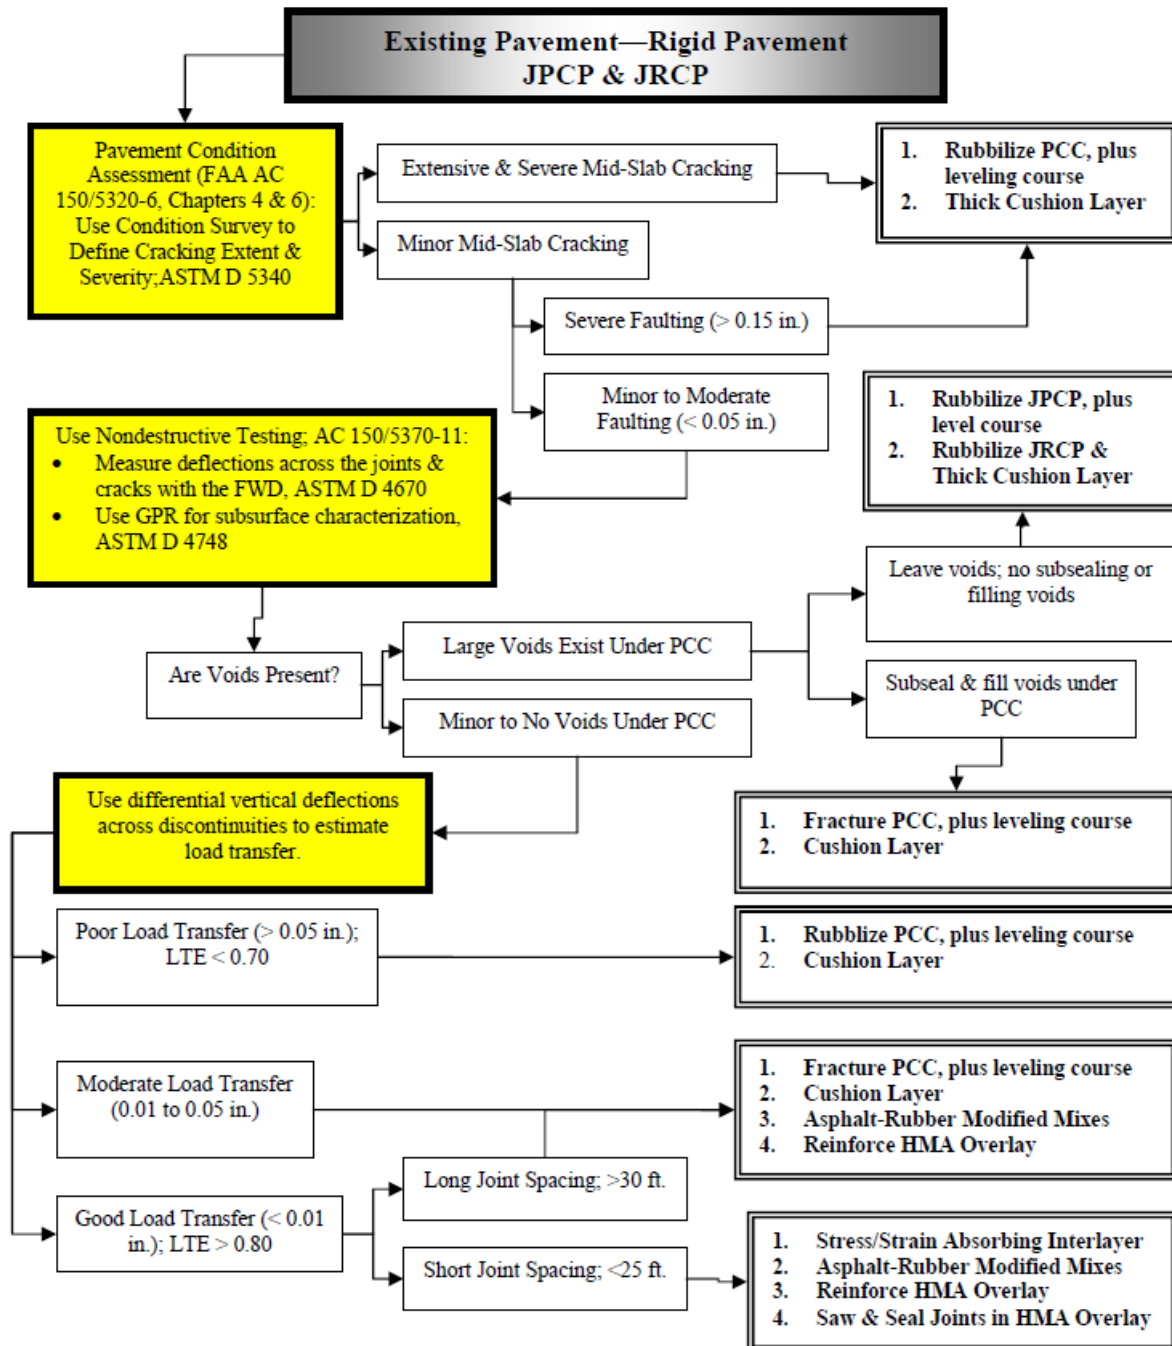 Existing Pavement—Rigid Pavement
JPCP & JRCP
Pavement Condition
Assessment (FAA AC
150/5320-6, Chapters 4 & 6):
Use Condition Survey to
Define Cracking Extent &
Severity;ASTM D 5340
Extensive & Severe Mid-Slab Cracking
Minor Mid-Slab Cracking
1. Rubbilize PCC, plus
leveling course
2. Thick Cushion Layer
Severe Faulting (> 0.15 in.)
Minor to Moderate
Faulting (< 0.05 in.)
1. Rubbilize JPCP, plus
level course
2. Rubbilize JRCP &
Thick Cushion Layer
Use Nondestructive Testing; AC 150/5370-11:
• Measure deflections across the joints &
cracks with the FWD, ASTM D 4670
• Use GPR for subsurface characterization,
ASTM D 4748
Leave voids; no subsealing or
filling voids
Are Voids Present?
Large Voids Exist Under PCC
Minor to No Voids Under PCC
Subseal & fill voids under
PCC
Use differential vertical deflections
across discontinuities to estimate
load transfer.
1. Fracture PCC, plus leveling course
2. Cushion Layer
Poor Load Transfer (> 0.05 in.);
LTE < 0.70
1. Rubblize PCC, plus leveling course
2. Cushion Layer
Moderate Load Transfer
(0.01 to 0.05 in.)
1. Fracture PCC, plus leveling course
2. Cushion Layer
3. Asphalt-Rubber Modified Mixes
4. Reinforce HMA Overlay
Good Load Transfer (< 0.01
in.); LTE > 0.80
Long Joint Spacing; >30 ft.
Short Joint Spacing; <25 ft.
1. Stress/Strain Absorbing Interlayer
2. Asphalt-Rubber Modified Mixes
3. Reinforce HMA Overlay
4. Saw & Seal Joints in HMA Overlay